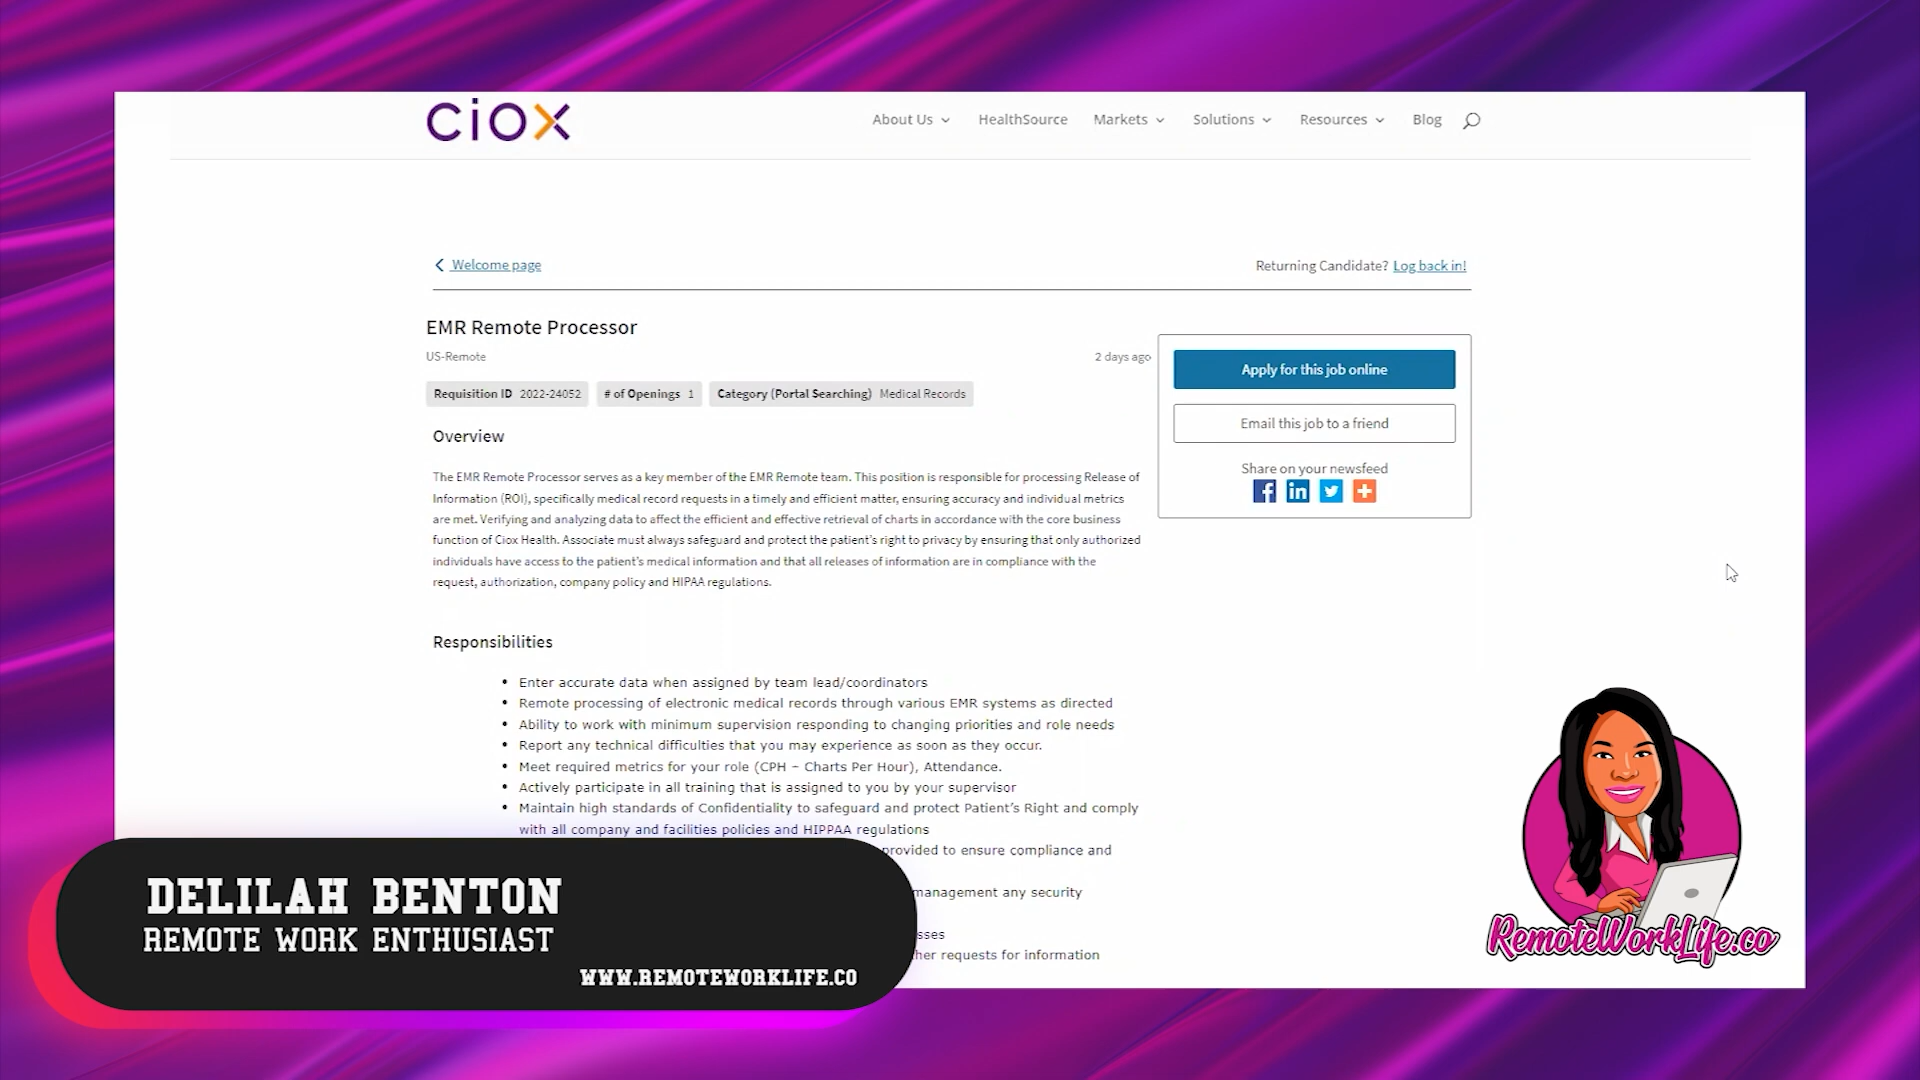 ciox
About Us
HealthSource
Markets
Solutions
Resources
Blog
Welcome page
Returning Candidate? Log back in!
EMR Remote Processor
US-Remote
2 days ago
Requisition ID 2022-24052
# of Openings 1
Category (Portal Searching) Medical Records
Apply for this job online
Email this job to a friend
Share on your newsfeed
Overview
The EMR Remote Processor serves as a key member of the EMR Remote team. This position is responsible for processing Release of
Information (ROI), specifically medical record requests in a timely and efficient matter, ensuring accuracy and individual metrics
are met. Verifying and analyzing data to affect the efficient and effective retrieval of charts in accordance with the core business
function of Ciox Health. Associate must always safeguard and protect the patient's right to privacy by ensuring that only authorized
individuals have access to the patient's medical information and that all releases of information are in compliance with the
request, authorization, company policy and HIPAA regulations.
Responsibilities
• Enter accurate data when assigned by team lead/coordinators
• Remote processing of electronic medical records through various EMR systems as directed
• Ability to work with minimum supervision responding to changing priorities and role needs
• Report any technical difficulties that you may experience as soon as they occur.
• Meet required metrics for your role (CPH – Charts Per Hour), Attendance.
• Actively participate in all training that is assigned to you by your supervisor
• Maintain high standards of Confidentiality to safeguard and protect Patient's Right and comply
with all company and facilities policies and HIPPAA regulations
provided to ensure compliance and
management any security
her requests for information
DELILAH BENTON
REMOTE WORK ENTHUSIAST
WWW.REMOTEWORKLIFE.CO
RemoteWorkLife.co